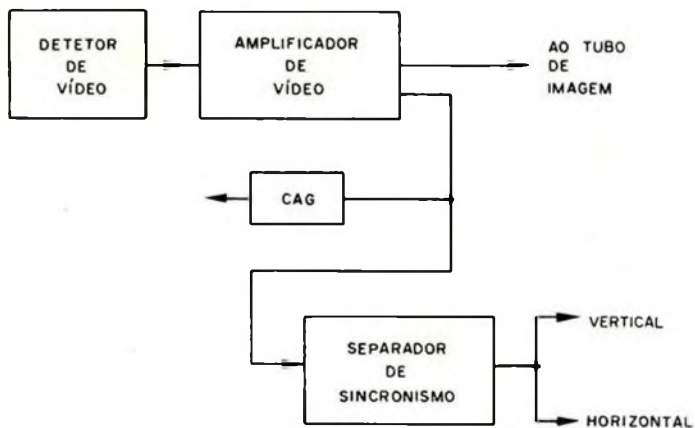 DETETOR
DE
VÍDEO
AMPLIFICADOR
DE
VÍDEO
AO TUBO
DE
IMAGEM
CAG
SEPARADOR
DE
SINCRONISMO
VERTICAL
HORIZONTAL